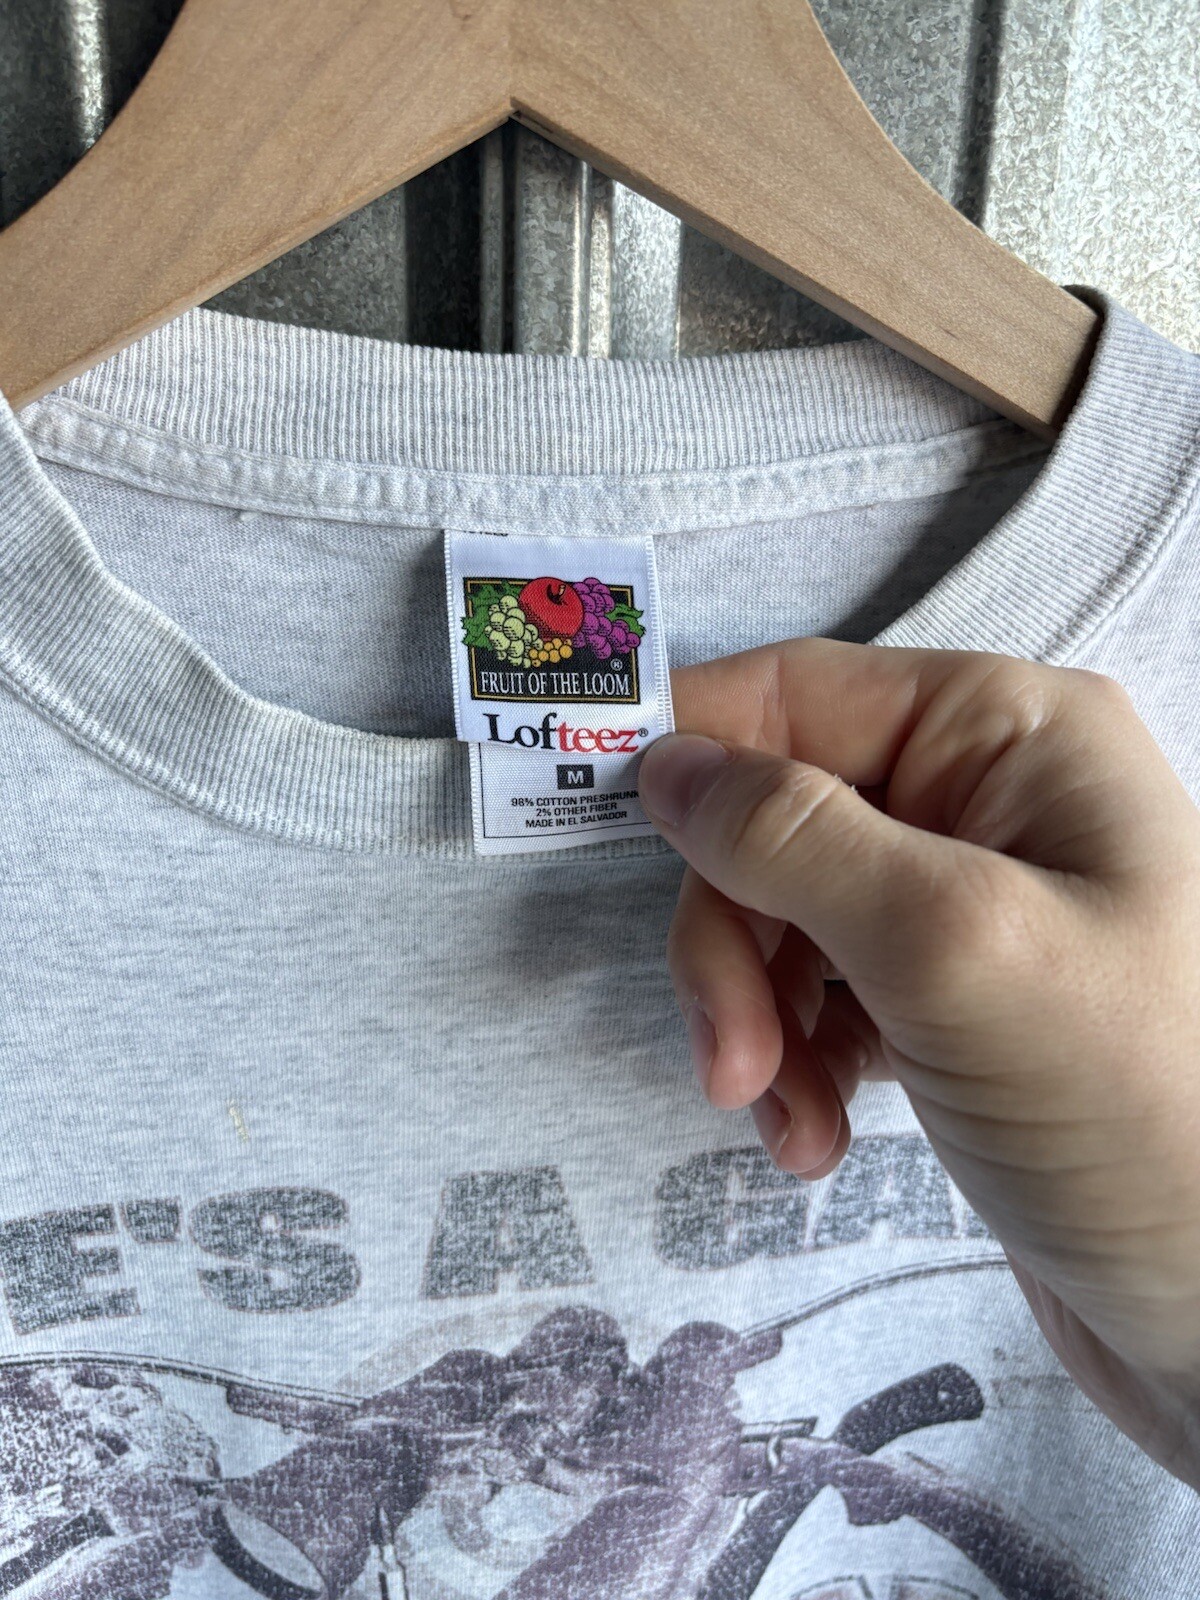 FRUIT OF THE LOOM ®
Lofteez®
M
98% COTTON PRESHRUNK
2% OTHER FIBER
MADE IN EL SALVADOR
E'S A GA